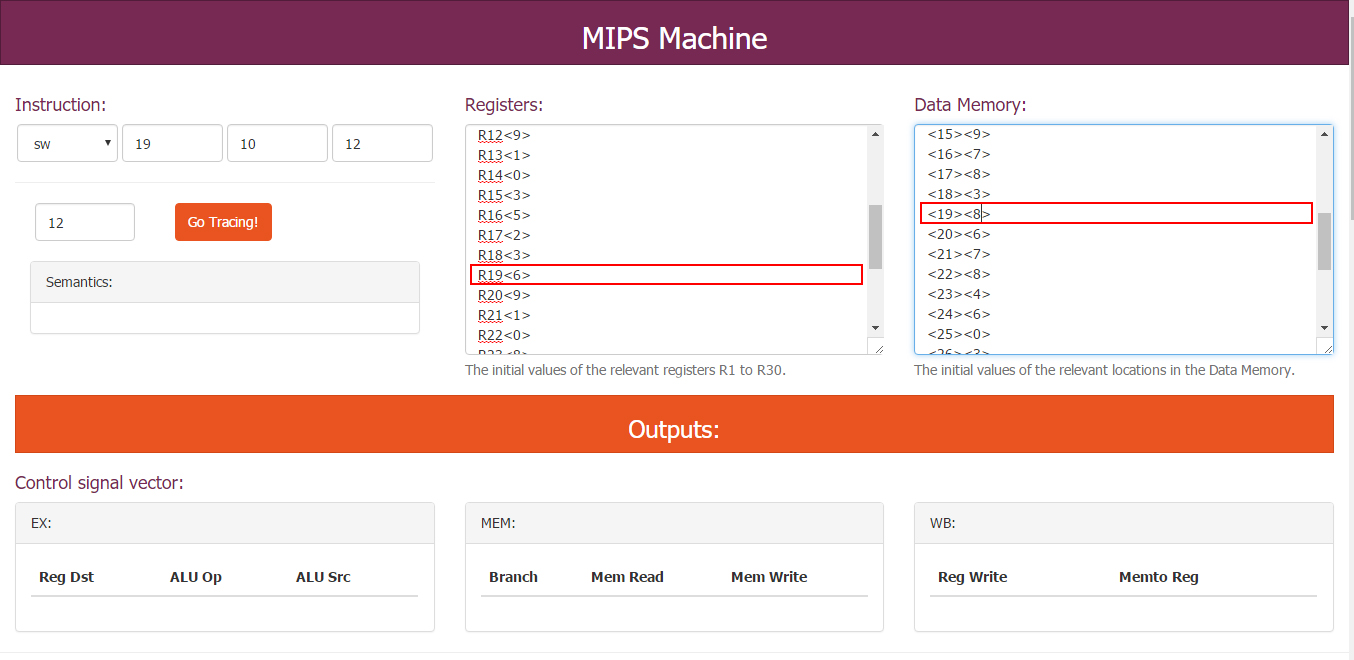 MIPS Machine
Instruction:
sw 19 10 12
12 Go Tracing!
Semantics:
Registers:
R12<9>
R13<1>
R14<0>
R15<3>
R16<5>
R17<2>
R18<3>
R19<6>
R20<9>
R21<1>
R22<0>
The initial values of the relevant registers R1 to R30.
Data Memory:
<15><9>
<16><7>
<17><8>
<18><3>
<19><8>
<20><6>
<21><7>
<22><8>
<23><4>
<24><6>
<25><0>
The initial values of the relevant locations in the Data Memory.
Outputs:
Control signal vector:
EX:
Reg Dst ALU Op ALU Src
MEM:
Branch Mem Read Mem Write
WB:
Reg Write Memto Reg